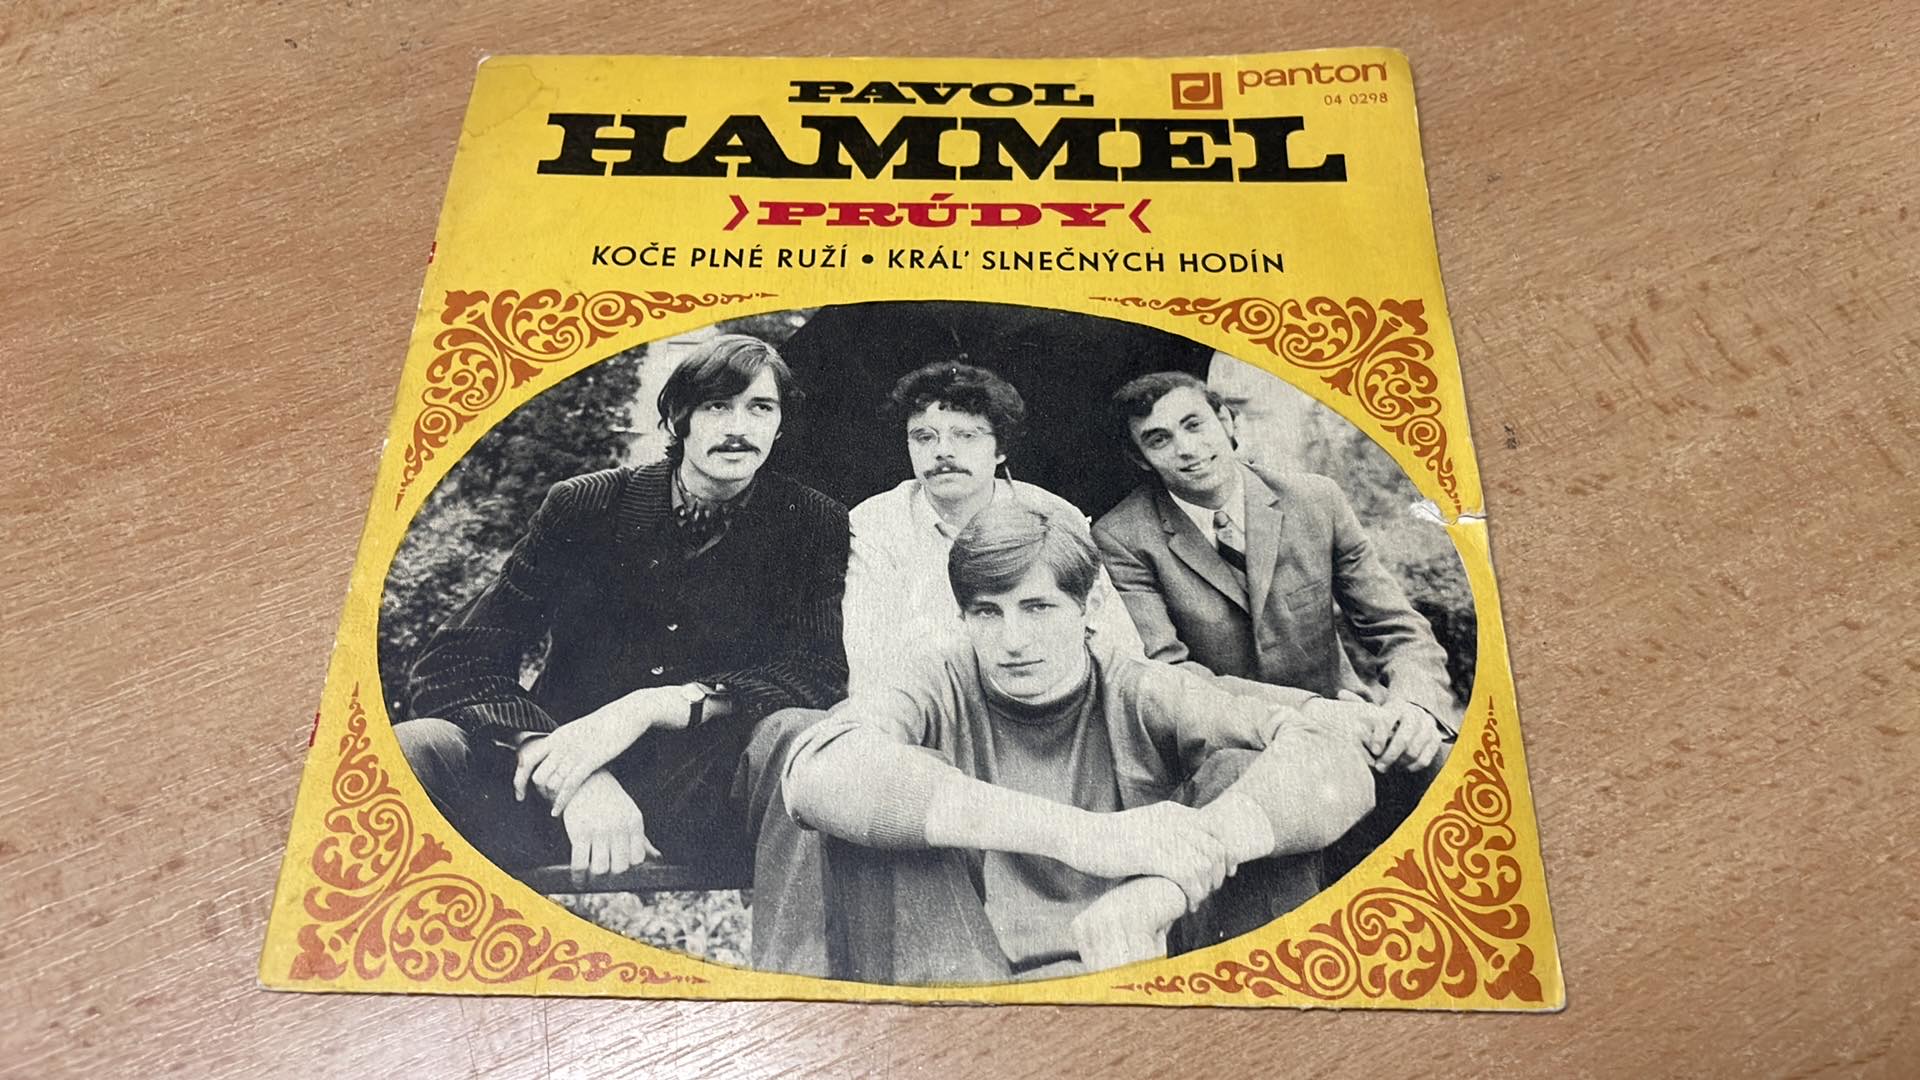 PAVOL
panton
04 0298
HAMMEL
>PRÚDY<
KOČE PLNÉ RUŽÍ • KRÁĽ SLNEČNÝCH HODÍN